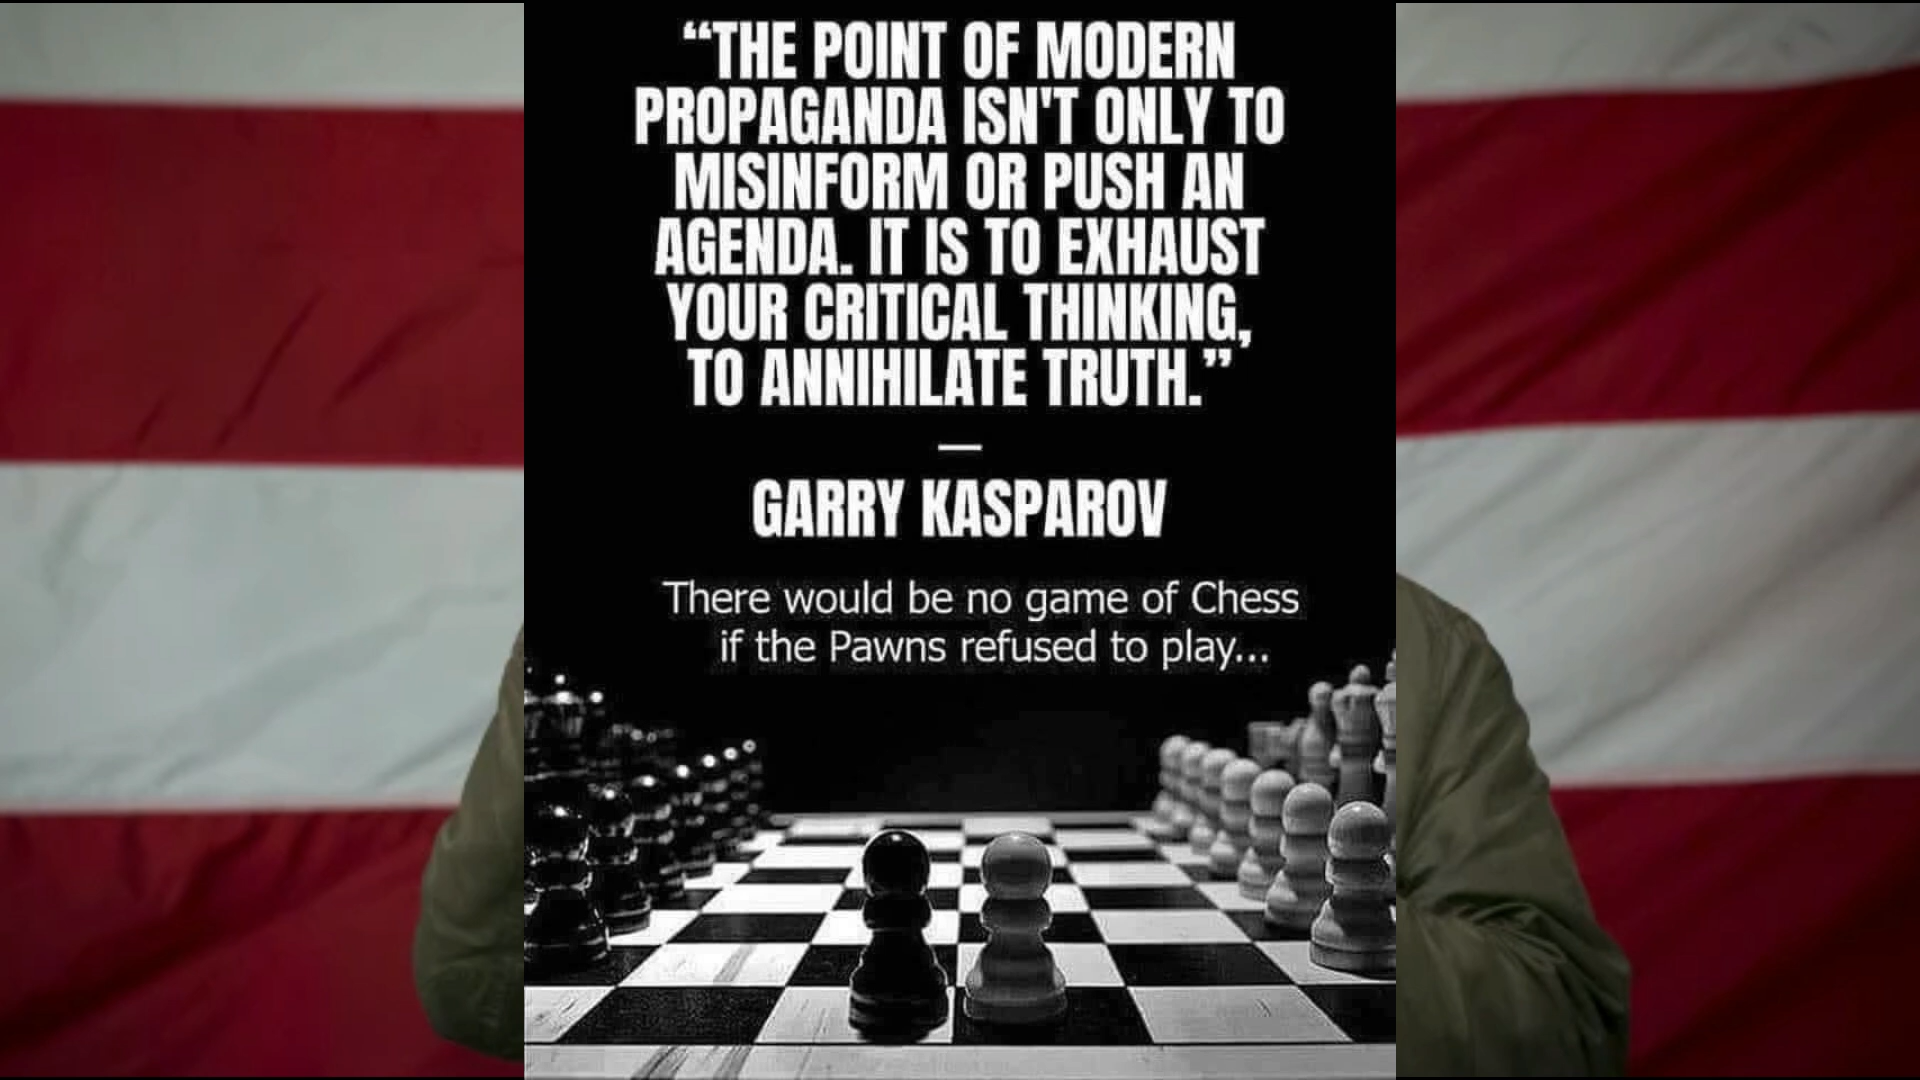 “THE POINT OF MODERN
PROPAGANDA ISN'T ONLY TO
MISINFORM OR PUSH AN
AGENDA. IT IS TO EXHAUST
YOUR CRITICAL THINKING,
TO ANNIHILATE TRUTH.”
—
GARRY KASPAROV
There would be no game of Chess
if the Pawns refused to play...